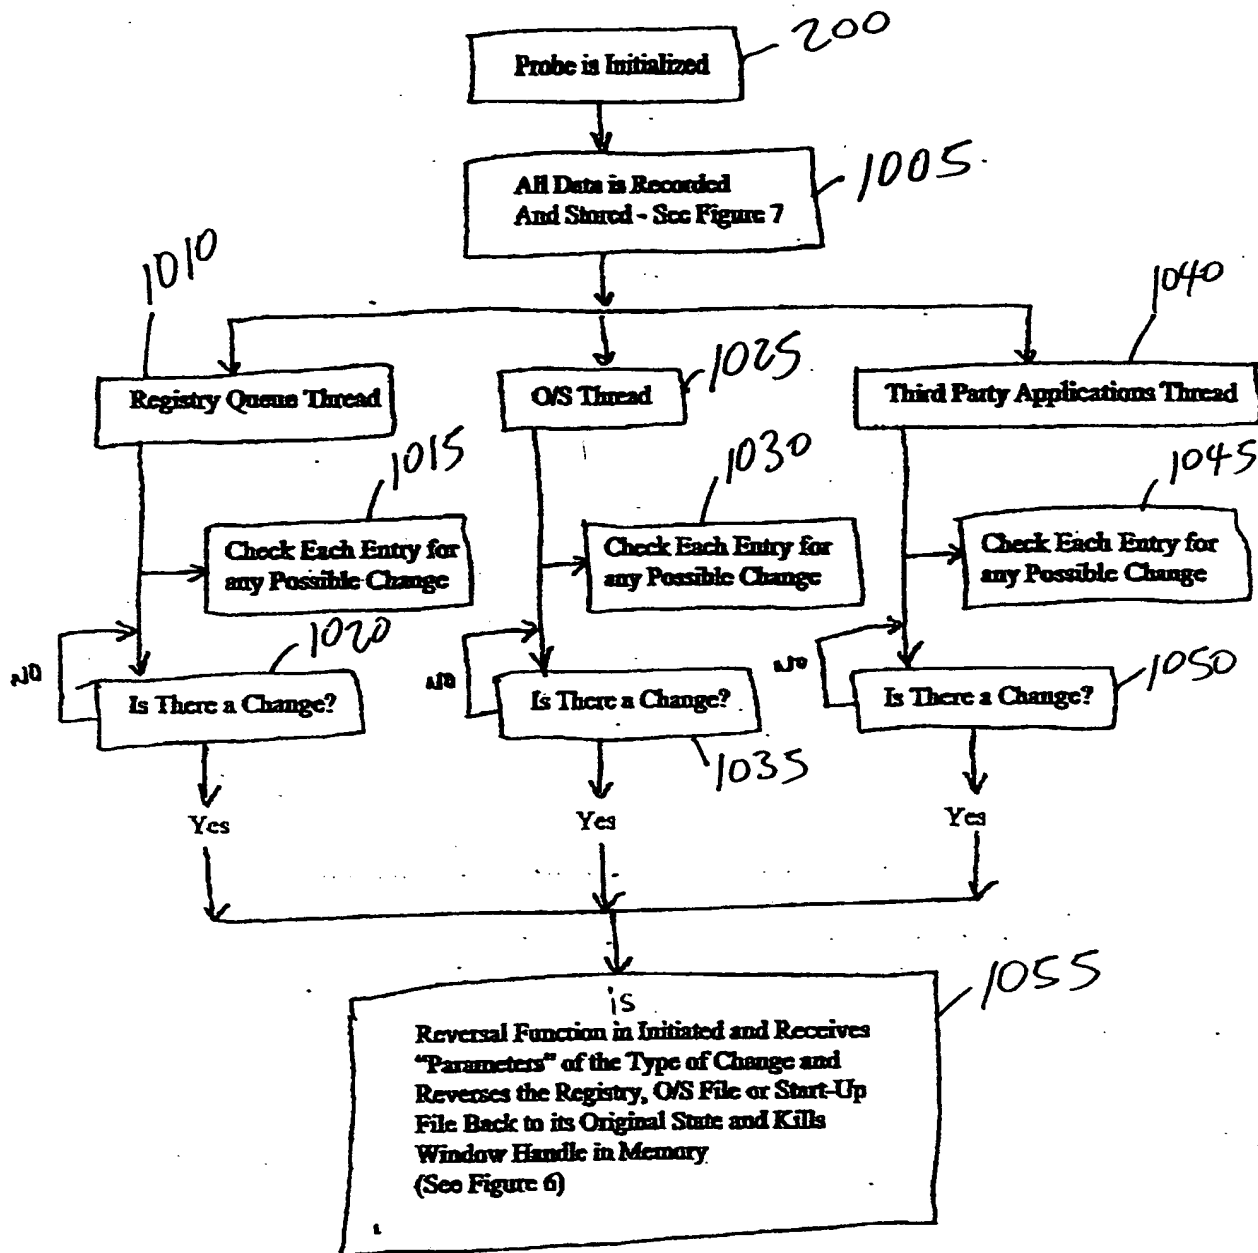 200
Probe is Initialized
1005
All Data is Recorded
And Stored - See Figure 7
1010
1040
1025
Registry Queue Thread
O/S Thread
Third Party Applications Thread
1015
1030
1045
Check Each Entry for
any Possible Change
Check Each Entry for
any Possible Change
Check Each Entry for
any Possible Change
1020
No
Is There a Change?
No
Is There a Change?
1035
No
Is There a Change?
1050
Yes
Yes
Yes
1055
is
Reversal Function in Initiated and Receives
"Parameters" of the Type of Change and
Reverses the Registry, O/S File or Start-Up
File Back to its Original State and Kills
Window Handle in Memory
(See Figure 6)